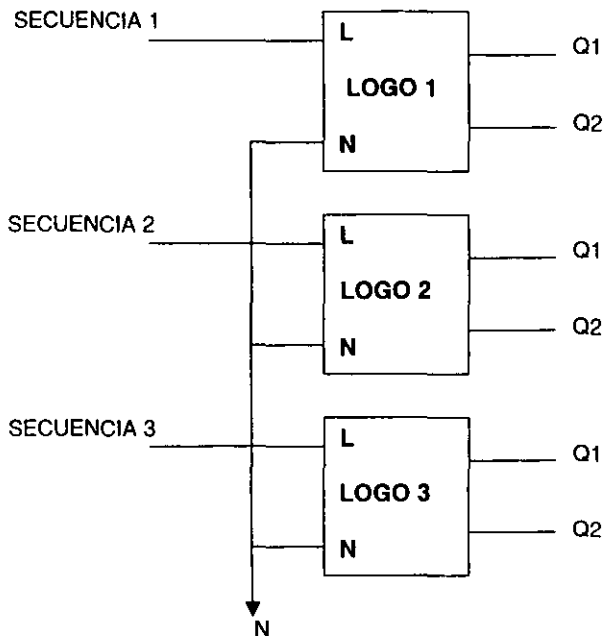 SECUENCIA 1
L
Q1
LOGO 1
Q2
N
SECUENCIA 2
L
Q1
LOGO 2
Q2
N
SECUENCIA 3
L
Q1
LOGO 3
Q2
N
N